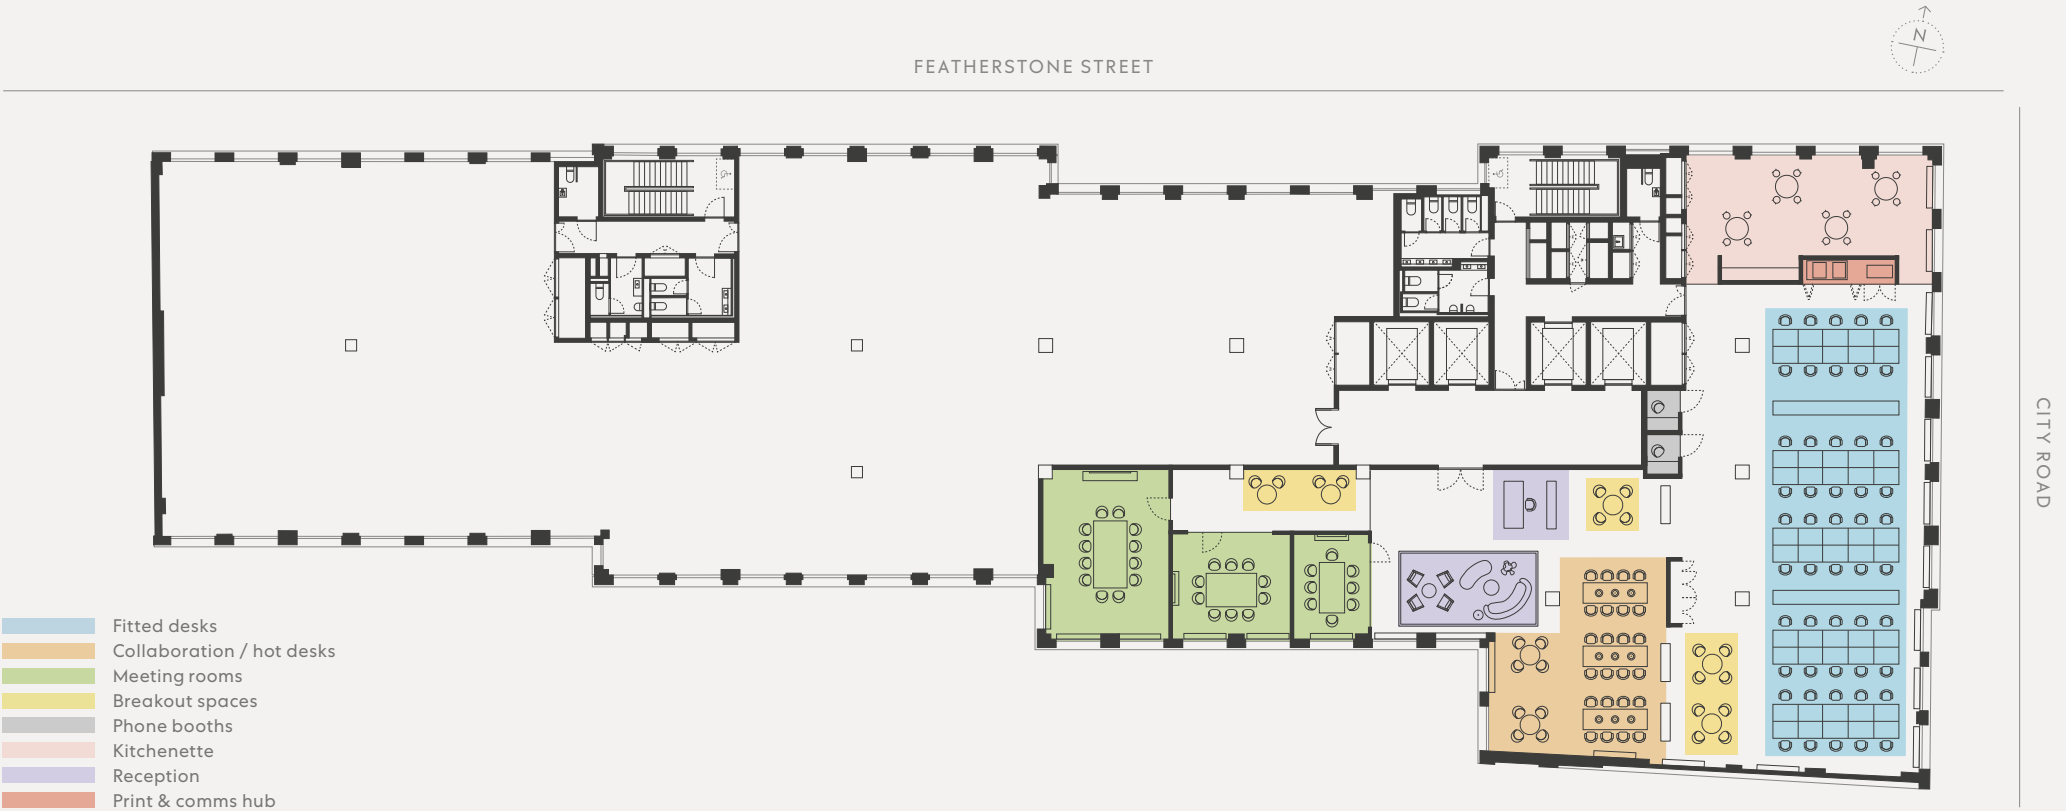 N
FEATHERSTONE STREET
CITY ROAD
Fitted desks
Collaboration / hot desks
Meeting rooms
Breakout spaces
Phone booths
Kitchenette
Reception
Print & comms hub